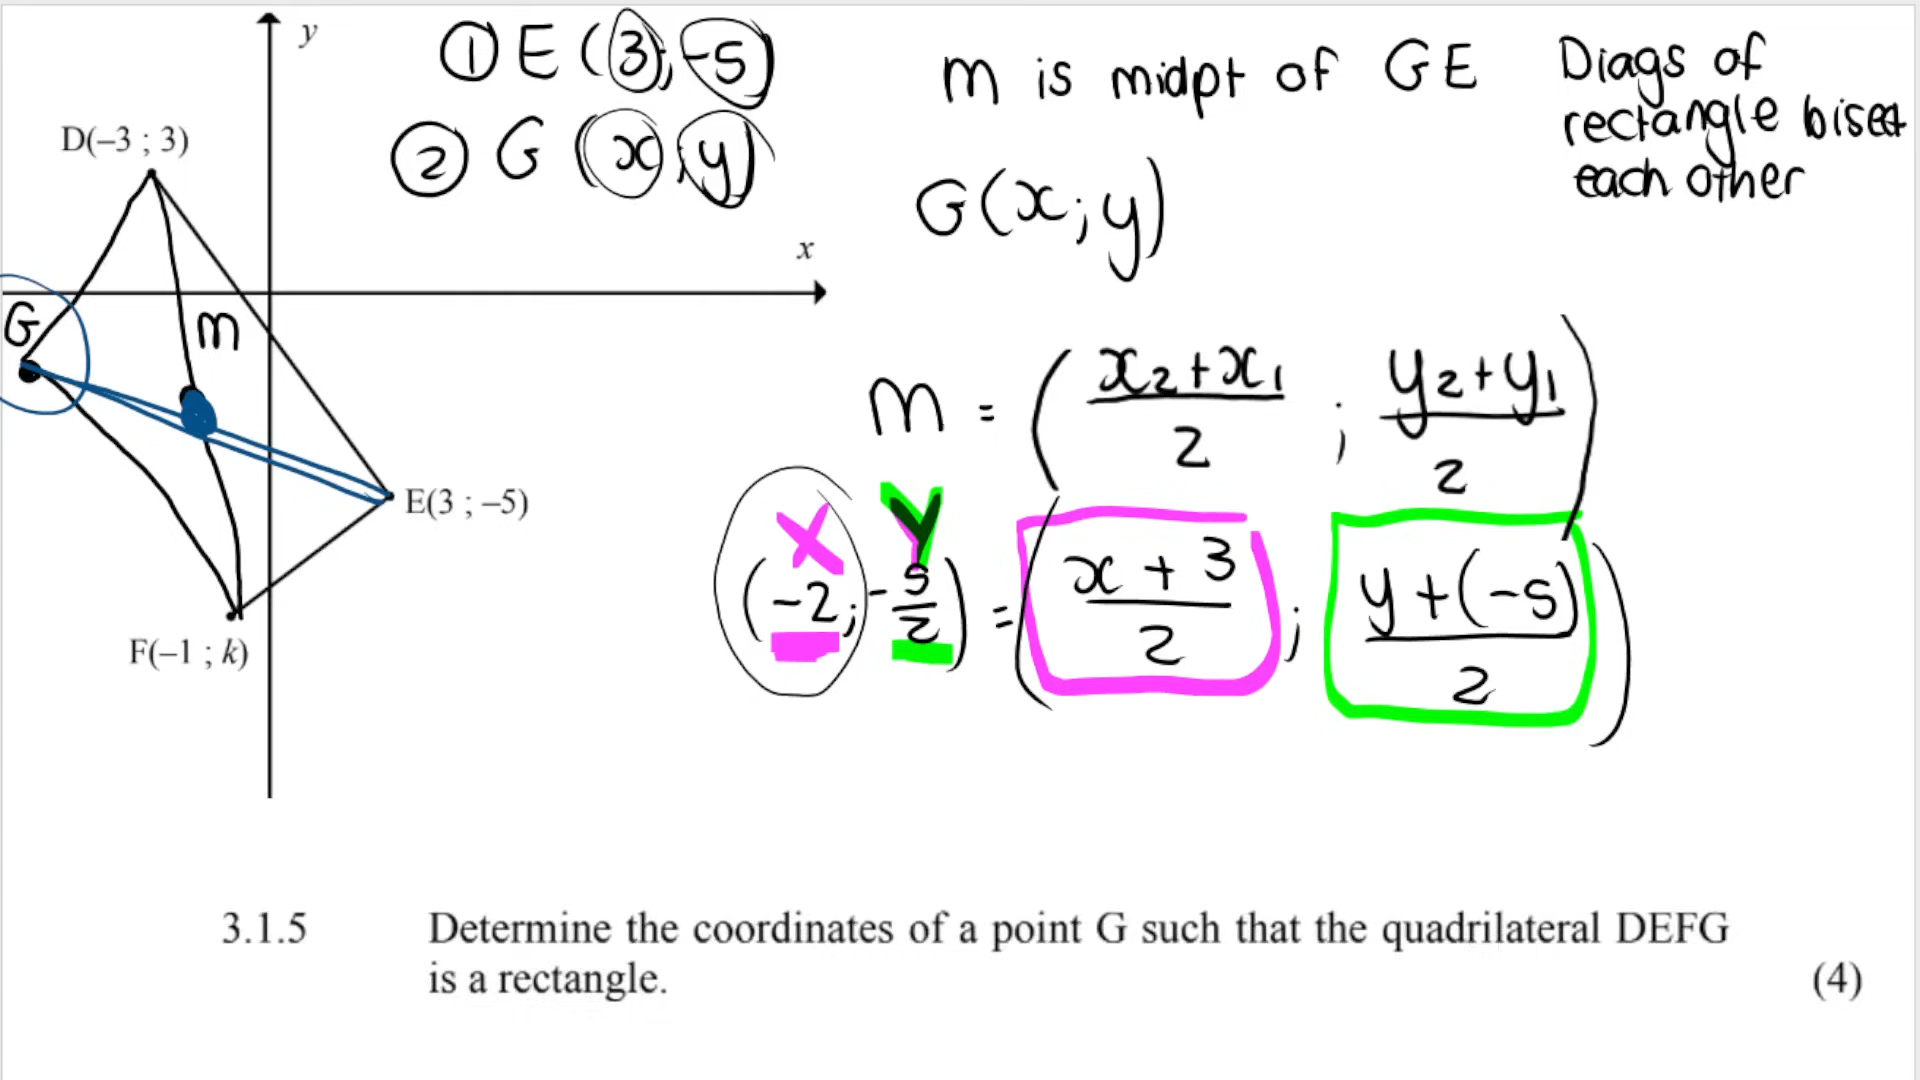 y
① E (3; -5)
② G (x; y)
m is midpt of GE
Diags of
rectangle bisect
each other
G(x; y)
D(–3 ; 3)
x
G
m
E(3 ; –5)
F(–1 ; k)
m = ( x₂+x₁ / 2 ; y₂+y₁ / 2 )
X Y
(-2; -5/2) = ( x + 3 / 2 ; y + (-5) / 2 )
3.1.5 Determine the coordinates of a point G such that the quadrilateral DEFG
is a rectangle. (4)